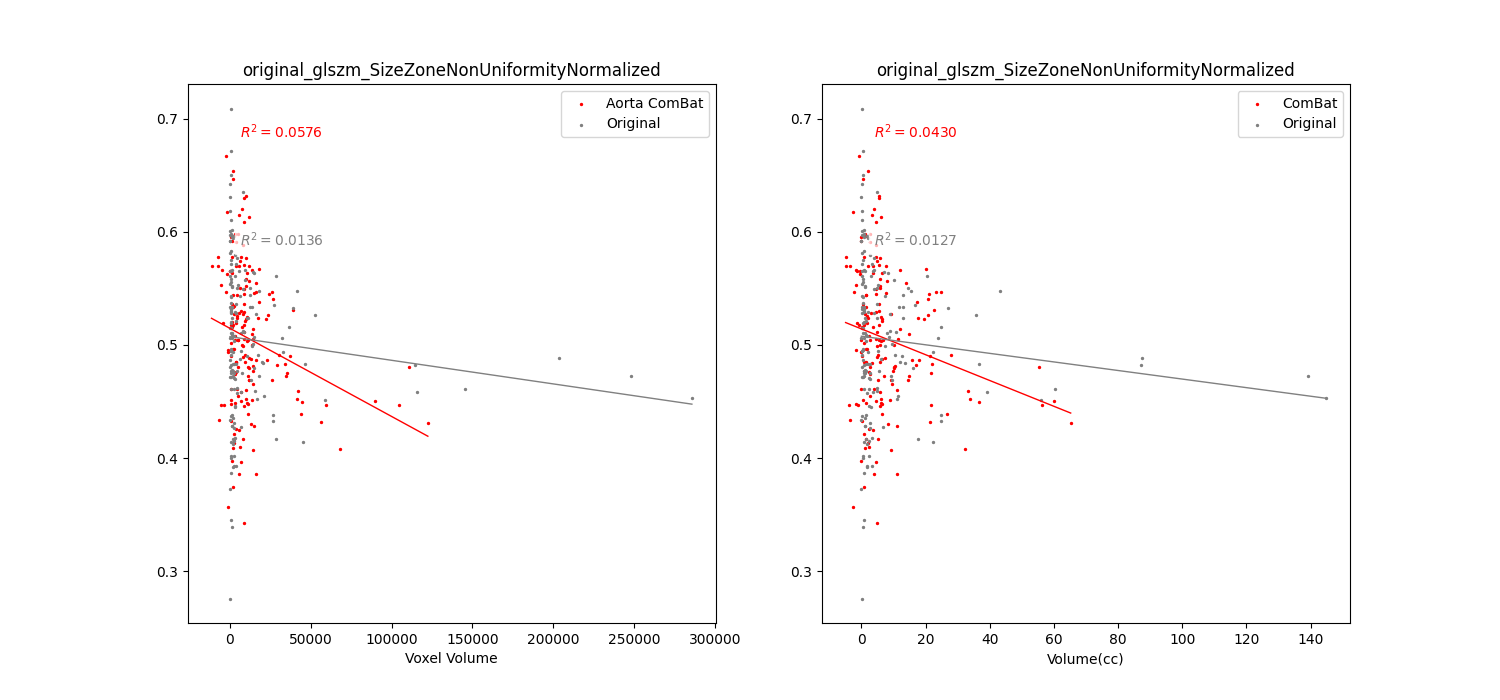 original_glszm_SizeZoneNonUniformityNormalized
Aorta ComBat
Original
R² = 0.0576
R² = 0.0136
0.7
0.6
0.5
0.4
0.3
0
50000
100000
150000
200000
250000
300000
Voxel Volume
original_glszm_SizeZoneNonUniformityNormalized
ComBat
Original
R² = 0.0430
R² = 0.0127
0.7
0.6
0.5
0.4
0.3
0
20
40
60
80
100
120
140
Volume(cc)